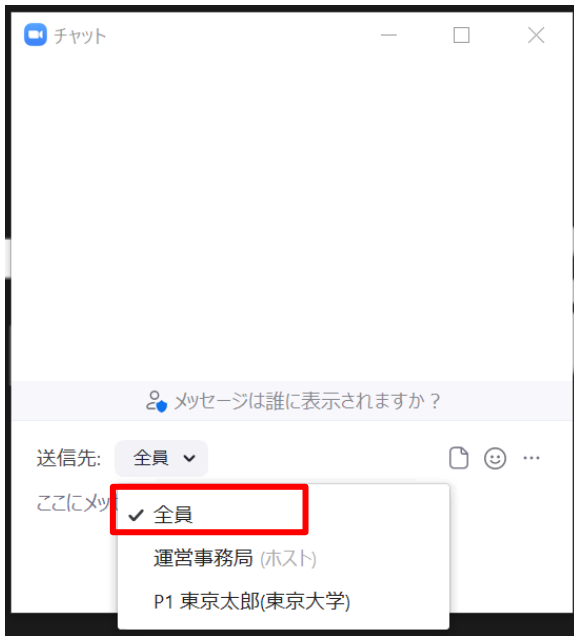 チャット
メッセージは誰に表示されますか？
送信先: 全員
ここにメッ
全員
運営事務局 (ホスト)
P1 東京太郎(東京大学)